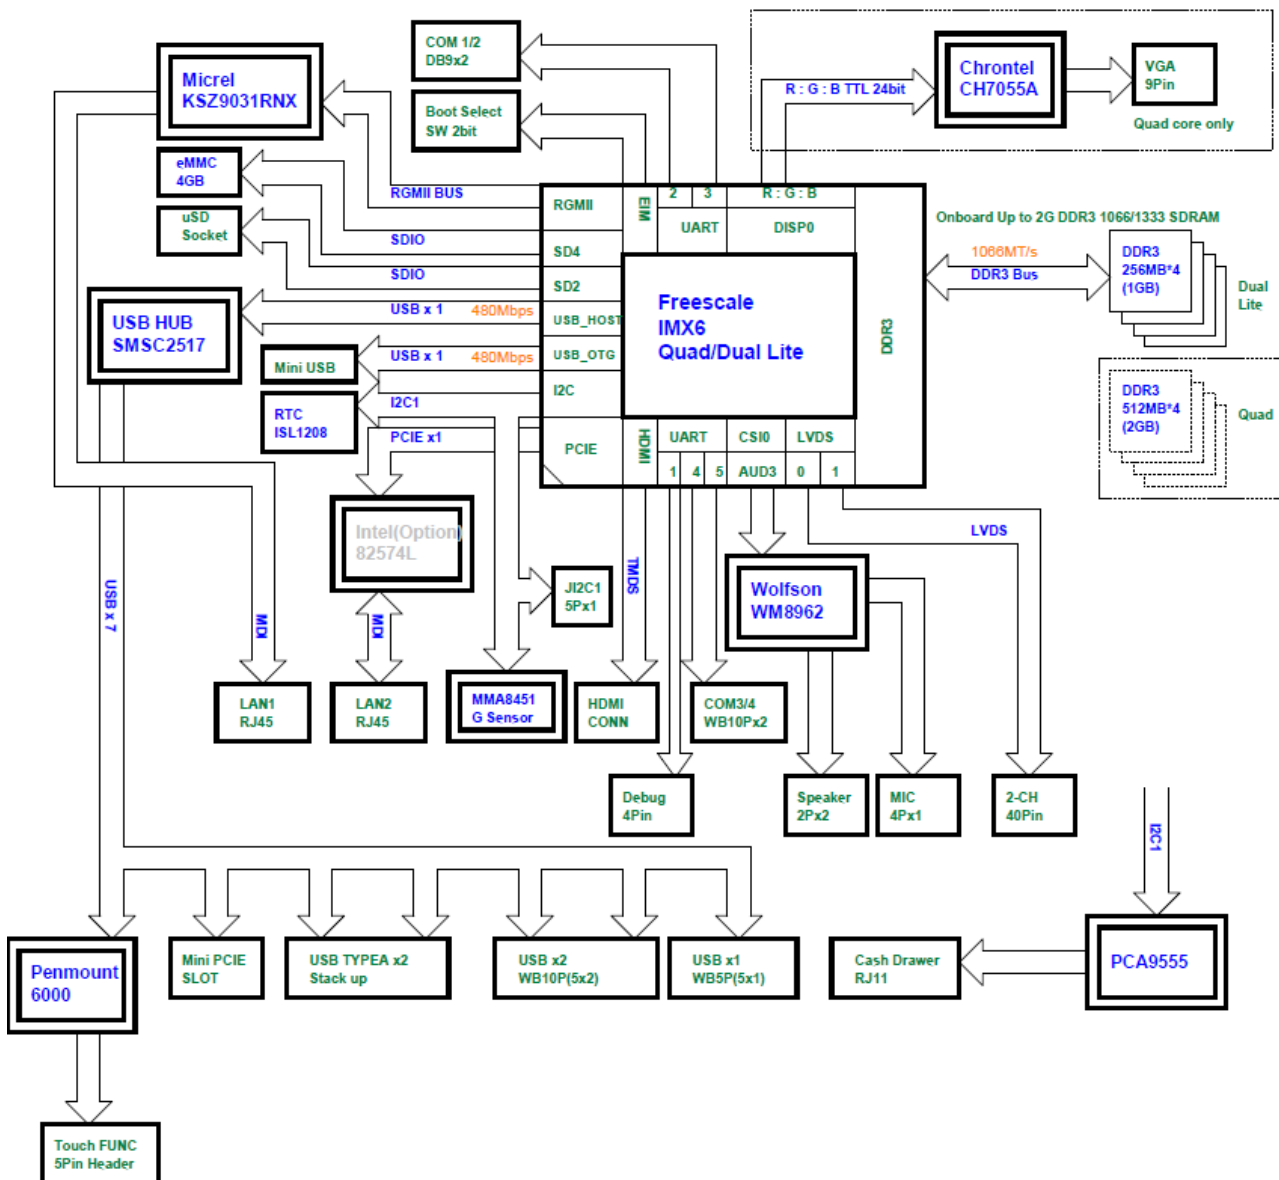 COM 1/2
DB9x2
Micrel
KSZ9031RNX
Boot Select
SW 2bit
R : G : B TTL 24bit
Chrontel
CH7055A
VGA
9Pin
Quad core only
eMMC
4GB
uSD
Socket
RGMII BUS
SDIO
SDIO
RGMII
EIM
2
3
R : G : B
UART
DISP0
SD4
SD2
USB_HOST
USB_OTG
I2C
PCIE
Freescale
IMX6
Quad/Dual Lite
DDR3
Onboard Up to 2G DDR3 1066/1333 SDRAM
1066MT/s
DDR3 Bus
DDR3
256MB*4
(1GB)
Dual
Lite
DDR3
512MB*4
(2GB)
Quad
USB HUB
SMSC2517
USB x 1
480Mbps
Mini USB
USB x 1
480Mbps
RTC
ISL1208
I2C1
PCIE x1
HDMI
UART
CSI0
LVDS
1
4
5
AUD3
0
1
Intel(Option)
82574L
JI2C1
5Px1
TMDS
Wolfson
WM8962
LVDS
USB x 7
MDI
MDI
LAN1
RJ45
LAN2
RJ45
MMA8451
G Sensor
HDMI
CONN
COM3/4
WB10Px2
Debug
4Pin
Speaker
2Px2
MIC
4Px1
2-CH
40Pin
I2C1
Penmount
6000
Mini PCIE
SLOT
USB TYPEA x2
Stack up
USB x2
WB10P(5x2)
USB x1
WB5P(5x1)
Cash Drawer
RJ11
PCA9555
Touch FUNC
5Pin Header